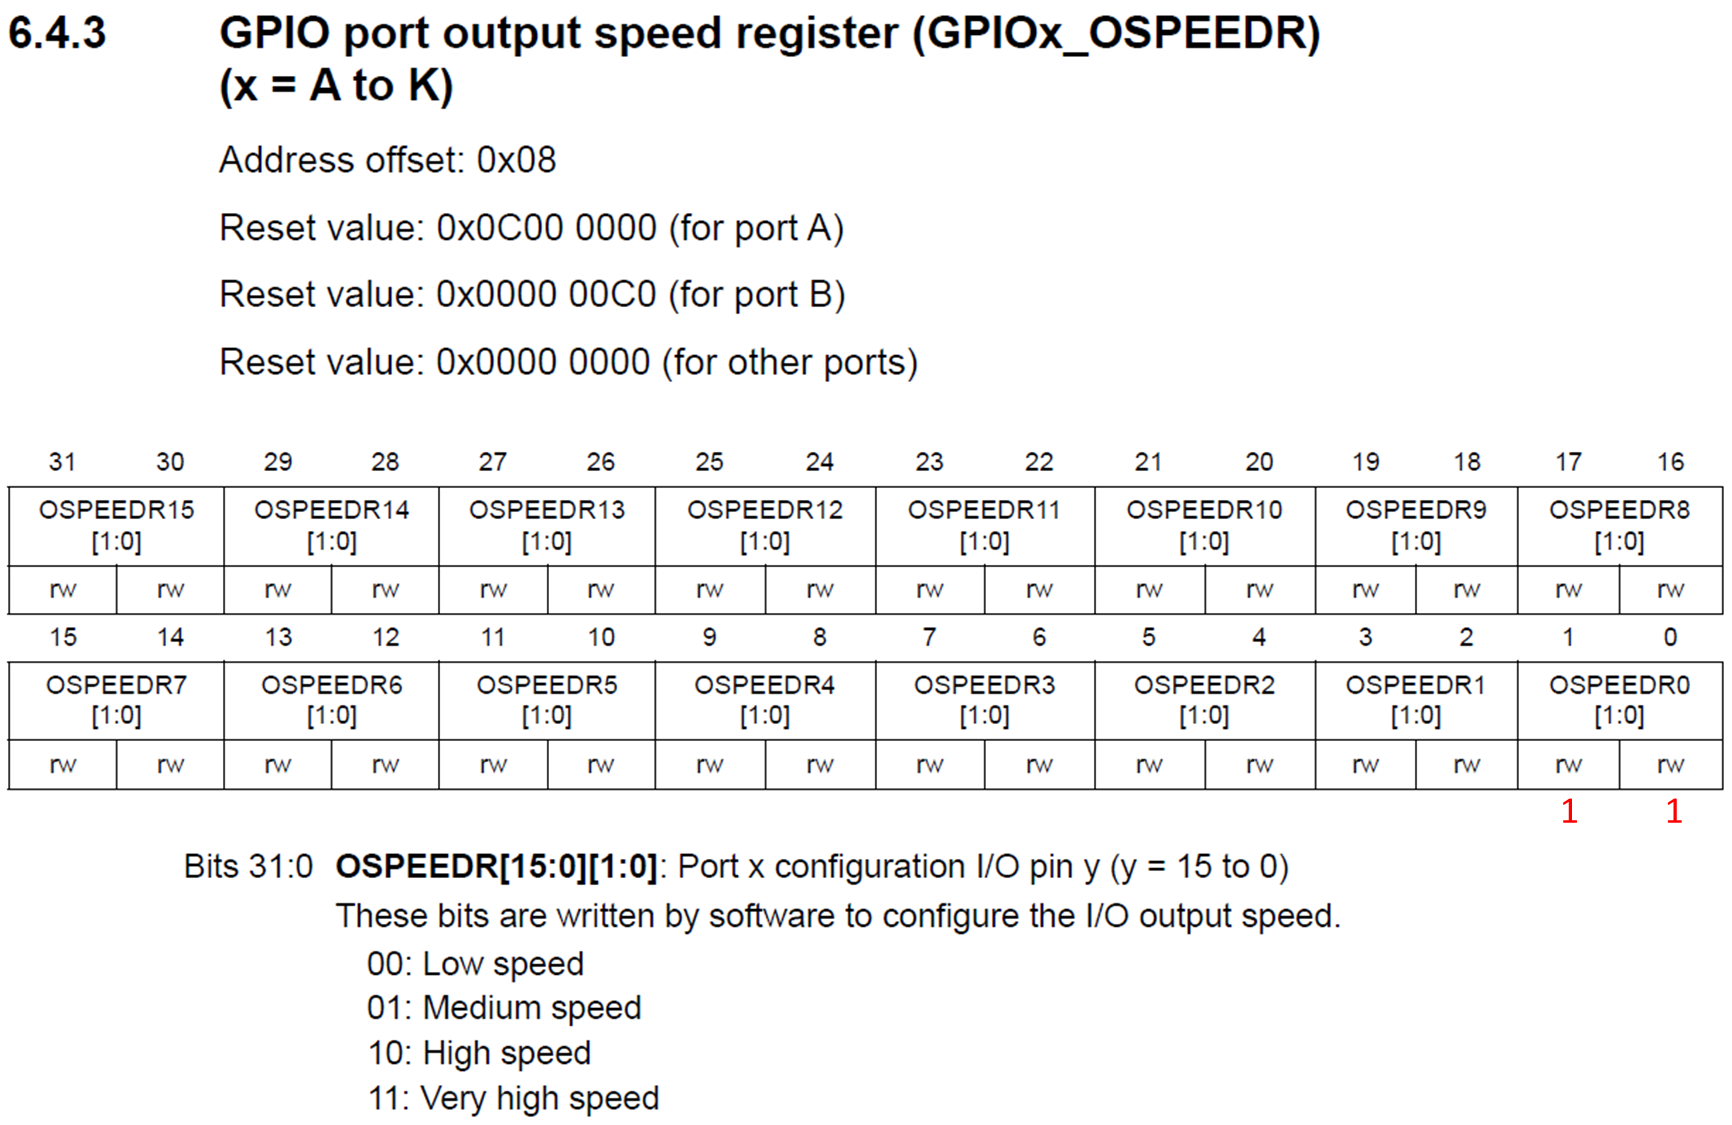 6.4.3 GPIO port output speed register (GPIOx_OSPEEDR)
(x = A to K)
Address offset: 0x08
Reset value: 0x0C00 0000 (for port A)
Reset value: 0x0000 00C0 (for port B)
Reset value: 0x0000 0000 (for other ports)
31 30 29 28 27 26 25 24 23 22 21 20 19 18 17 16
OSPEEDR15 OSPEEDR14 OSPEEDR13 OSPEEDR12 OSPEEDR11 OSPEEDR10 OSPEEDR9 OSPEEDR8
[1:0] [1:0] [1:0] [1:0] [1:0] [1:0] [1:0] [1:0]
rw rw rw rw rw rw rw rw rw rw rw rw rw rw rw rw
15 14 13 12 11 10 9 8 7 6 5 4 3 2 1 0
OSPEEDR7 OSPEEDR6 OSPEEDR5 OSPEEDR4 OSPEEDR3 OSPEEDR2 OSPEEDR1 OSPEEDR0
[1:0] [1:0] [1:0] [1:0] [1:0] [1:0] [1:0] [1:0]
rw rw rw rw rw rw rw rw rw rw rw rw rw rw rw rw
1 1
Bits 31:0 OSPEEDR[15:0][1:0]: Port x configuration I/O pin y (y = 15 to 0)
These bits are written by software to configure the I/O output speed.
00: Low speed
01: Medium speed
10: High speed
11: Very high speed